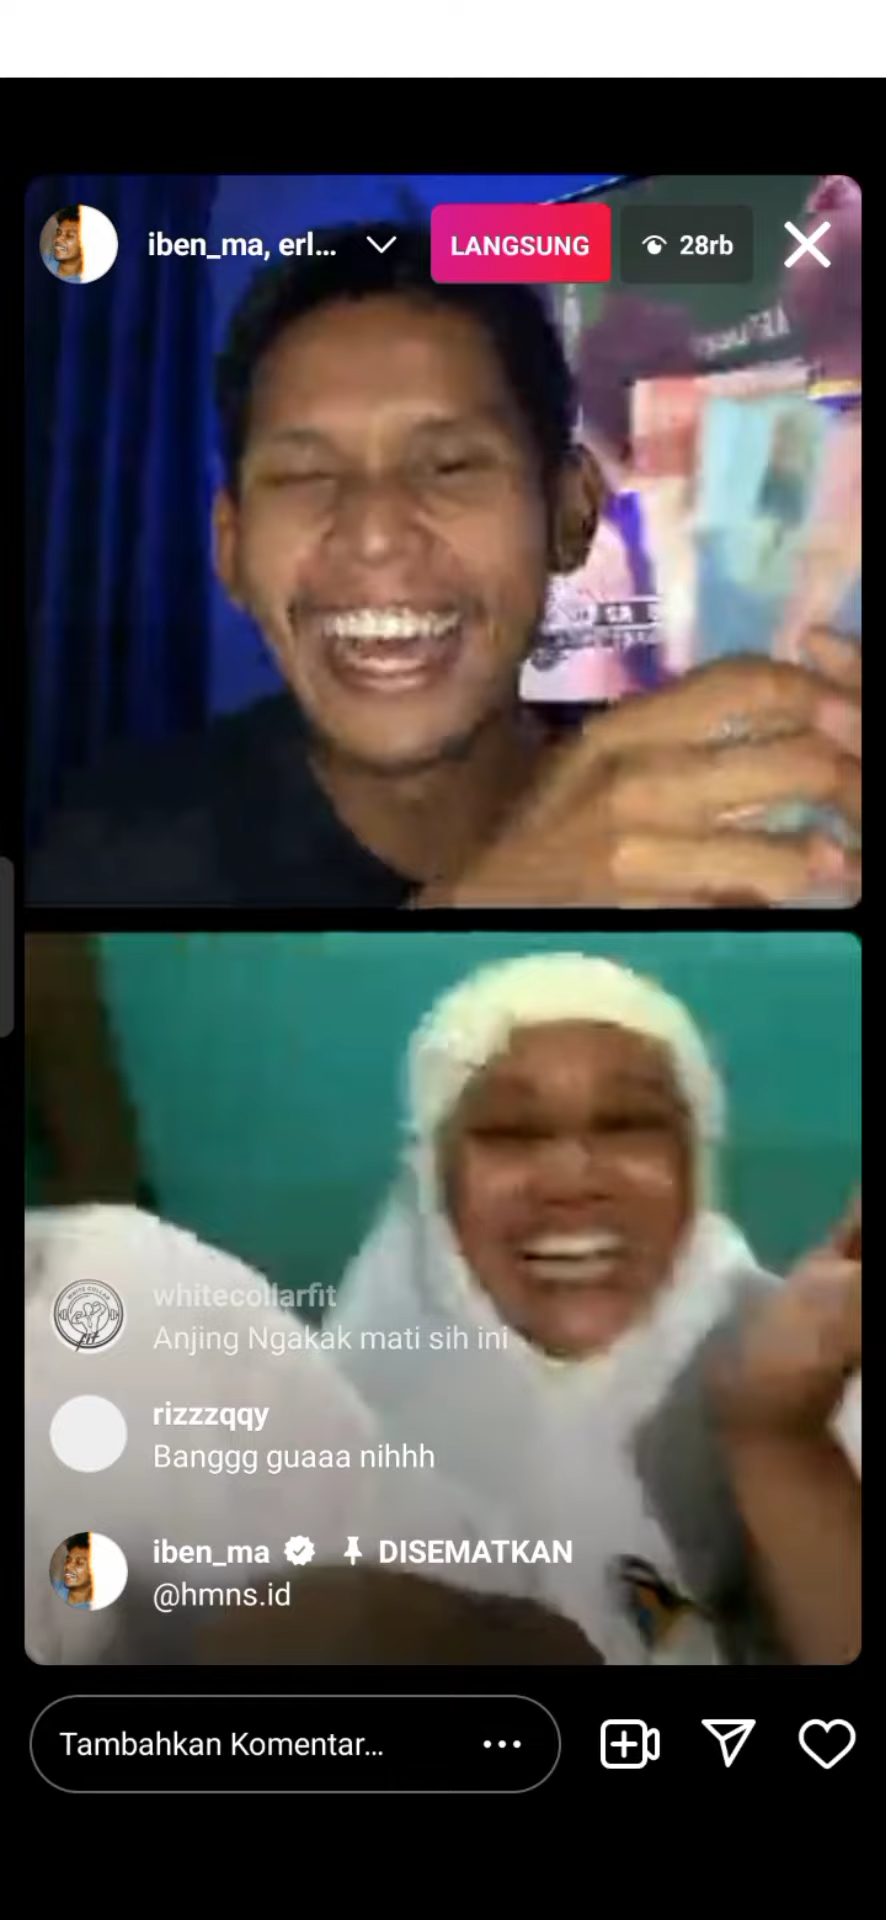 iben_ma, erl...
LANGSUNG
28rb
whitecollarfit
Anjing Ngakak mati sih ini
rizzzqqy
Banggg guaaa nihhh
iben_ma DISEMATKAN
@hmns.id
Tambahkan Komentar...